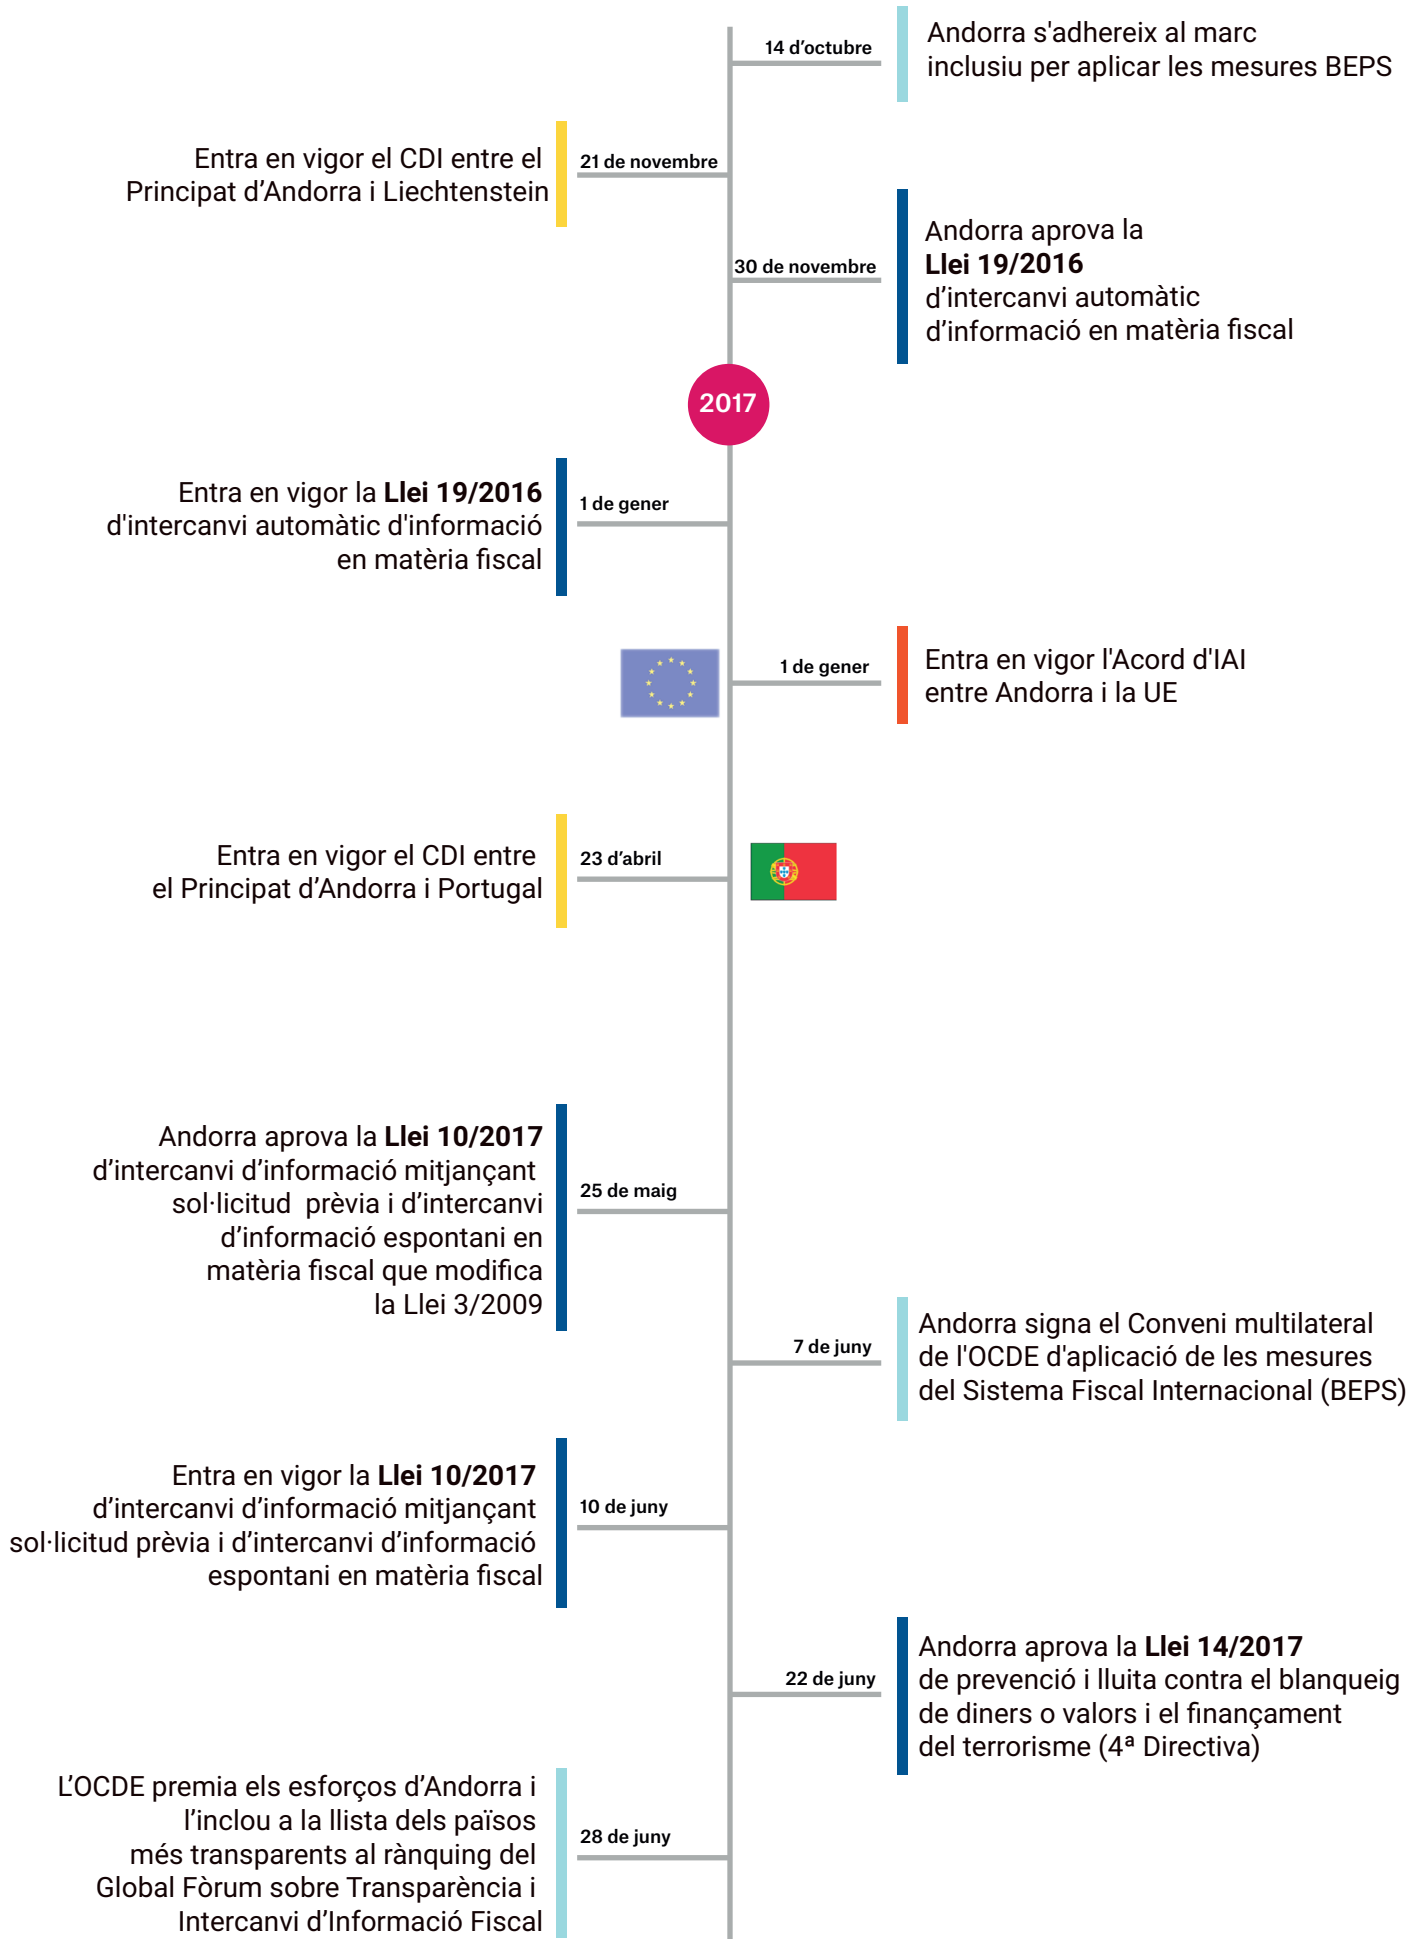 14 d’octubre
Andorra s'adhereix al marc
inclusiu per aplicar les mesures BEPS
Entra en vigor el CDI entre el
Principat d’Andorra i Liechtenstein
21 de novembre
30 de novembre
Andorra aprova la
Llei 19/2016
d’intercanvi automàtic
d’informació en matèria fiscal
2017
Entra en vigor la Llei 19/2016
d'intercanvi automàtic d'informació
en matèria fiscal
1 de gener
1 de gener
Entra en vigor l'Acord d'IAI
entre Andorra i la UE
Entra en vigor el CDI entre
el Principat d’Andorra i Portugal
23 d’abril
Andorra aprova la Llei 10/2017
d’intercanvi d’informació mitjançant
sol·licitud prèvia i d’intercanvi
d’informació espontani en
matèria fiscal que modifica
la Llei 3/2009
25 de maig
7 de juny
Andorra signa el Conveni multilateral
de l'OCDE d'aplicació de les mesures
del Sistema Fiscal Internacional (BEPS)
Entra en vigor la Llei 10/2017
d’intercanvi d’informació mitjançant
sol·licitud prèvia i d’intercanvi d’informació
espontani en matèria fiscal
10 de juny
22 de juny
Andorra aprova la Llei 14/2017
de prevenció i lluita contra el blanqueig
de diners o valors i el finançament
del terrorisme (4ª Directiva)
L’OCDE premia els esforços d’Andorra i
l’inclou a la llista dels països
més transparents al rànquing del
Global Fòrum sobre Transparència i
Intercanvi d’Informació Fiscal
28 de juny